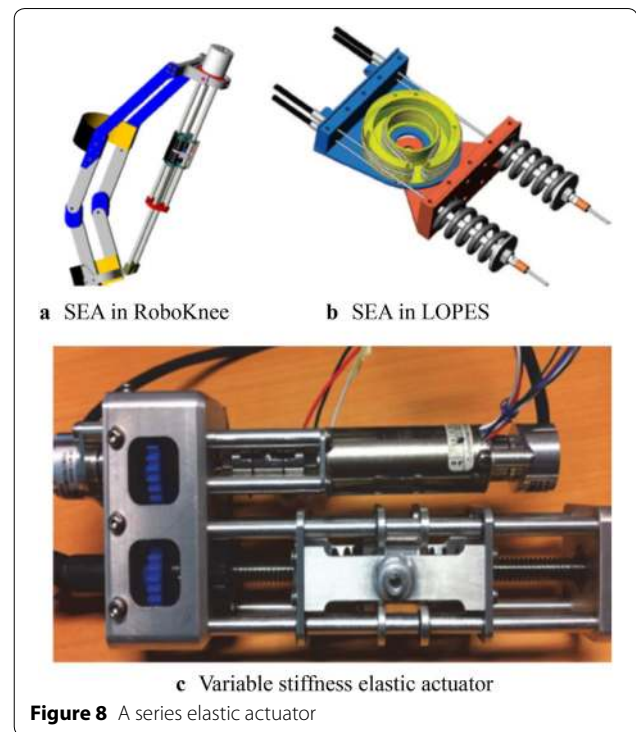 a SEA in RoboKnee
b SEA in LOPES
c Variable stiffness elastic actuator
Figure 8 A series elastic actuator